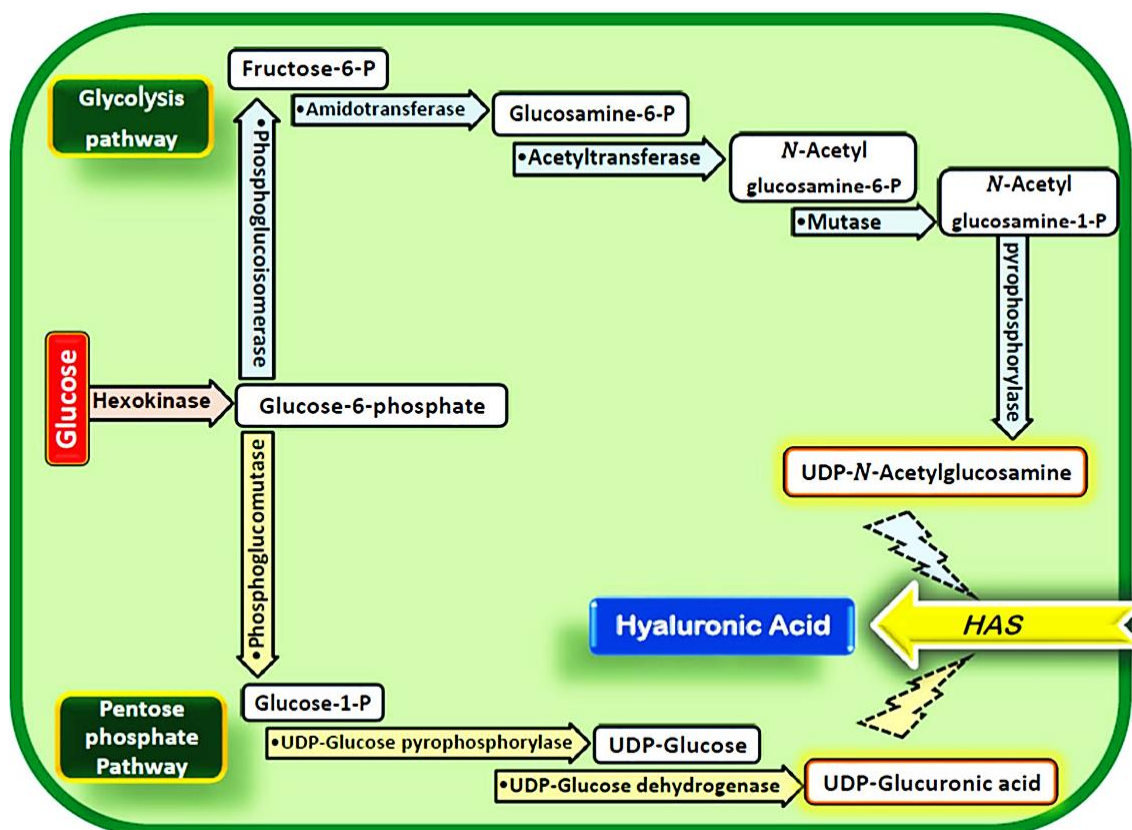 Glycolysis
pathway
Fructose-6-P
•Amidotransferase
Glucosamine-6-P
•Acetyltransferase
N-Acetyl
glucosamine-6-P
•Mutase
N-Acetyl
glucosamine-1-P
•Phosphoglucoisomerase
pyrophosphorylase
Glucose
Hexokinase
Glucose-6-phosphate
UDP-N-Acetylglucosamine
•Phosphoglucomutase
Hyaluronic Acid
HAS
Pentose
phosphate
Pathway
Glucose-1-P
•UDP-Glucose pyrophosphorylase
UDP-Glucose
•UDP-Glucose dehydrogenase
UDP-Glucuronic acid